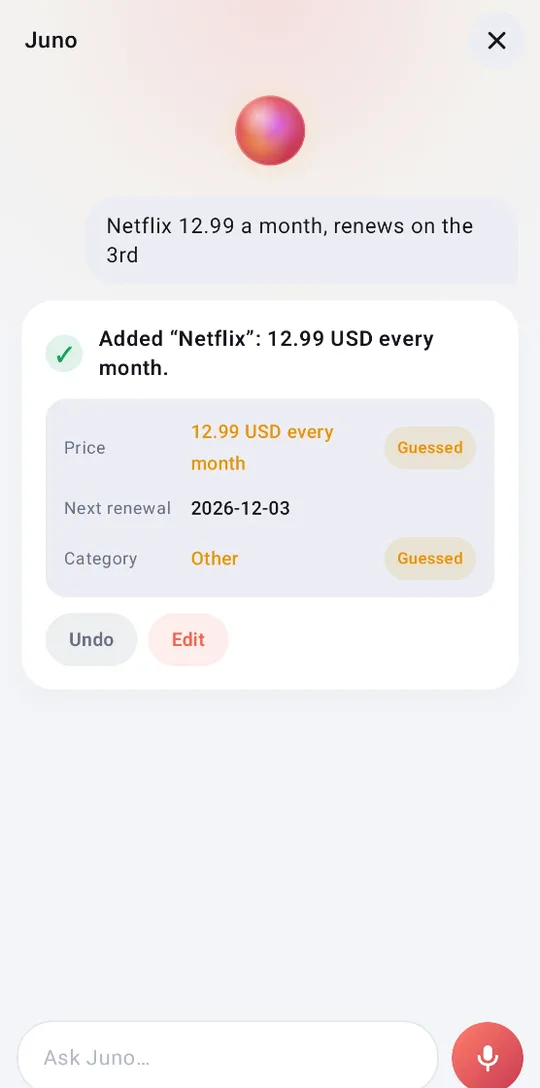 Juno
Netflix 12.99 a month, renews on the
3rd
✓
Added “Netflix”: 12.99 USD every
month.
Price
12.99 USD every
month
Guessed
Next renewal
2026-12-03
Category
Other
Guessed
Undo
Edit
Ask Juno…